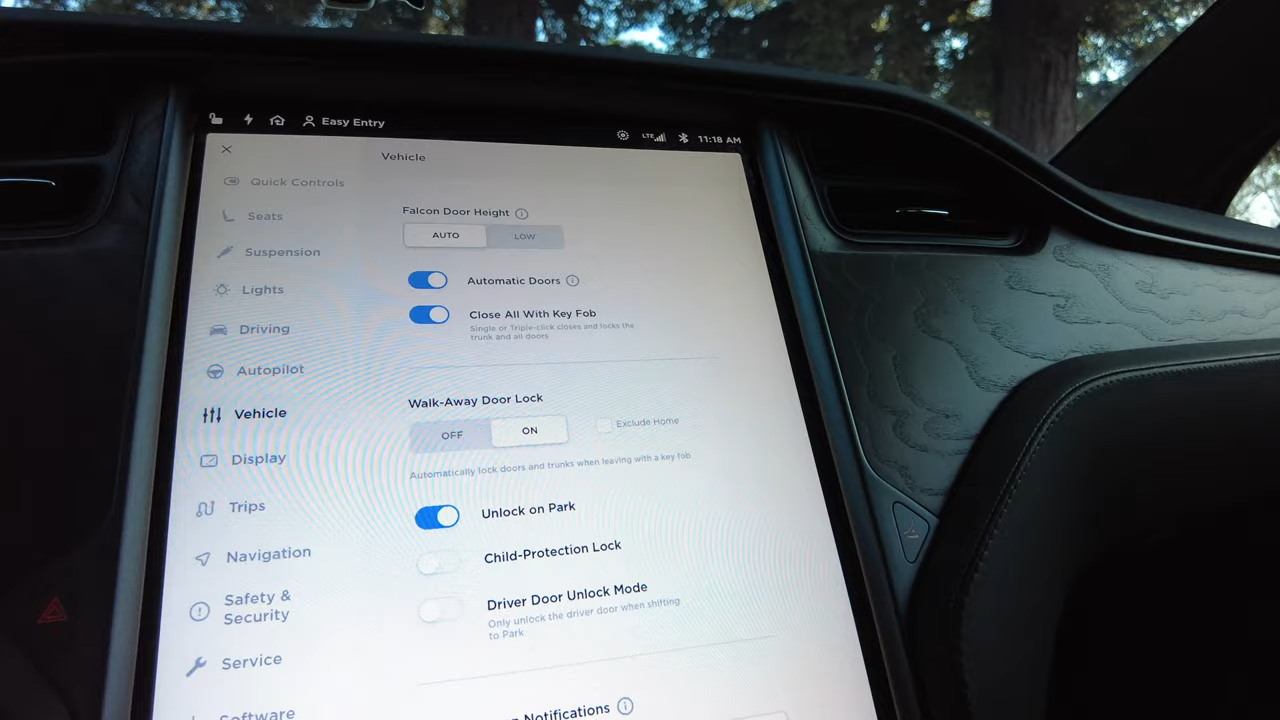 Easy Entry
LTE
11:18 AM
Vehicle
Quick Controls
Seats
Suspension
Lights
Driving
Autopilot
Vehicle
Display
Trips
Navigation
Safety &
Security
Service
Software
Falcon Door Height
AUTO
LOW
Automatic Doors
Close All With Key Fob
Single or Triple-click closes and locks the
trunk and all doors
Walk-Away Door Lock
OFF
ON
Exclude Home
Automatically lock doors and trunks when leaving with a key fob
Unlock on Park
Child-Protection Lock
Driver Door Unlock Mode
Only unlock the driver door when shifting
to Park
Notifications